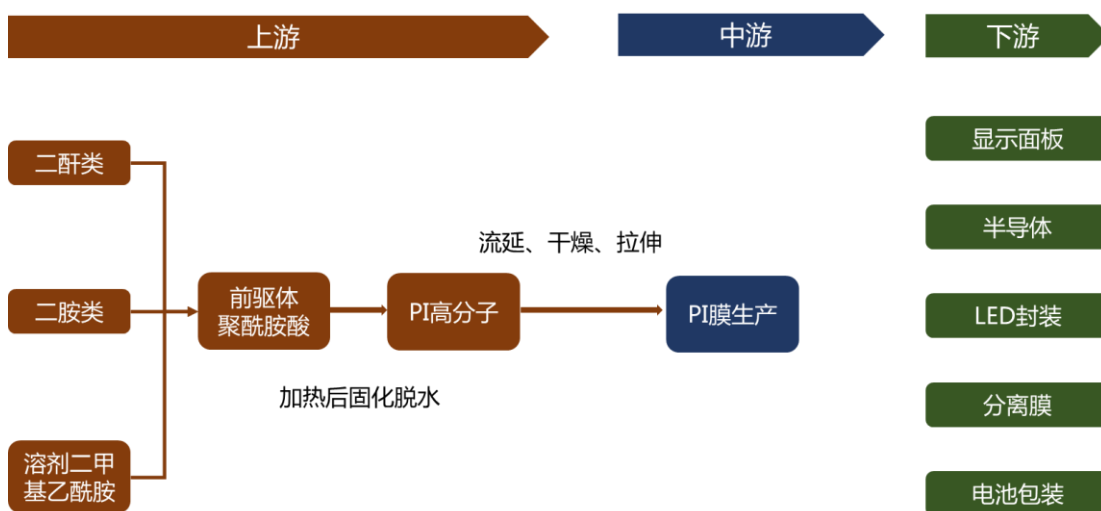 上游
中游
下游
二酐类
二胺类
溶剂二甲
基乙酰胺
前驱体
聚酰胺酸
加热后固化脱水
PI高分子
流延、干燥、拉伸
PI膜生产
显示面板
半导体
LED封装
分离膜
电池包装